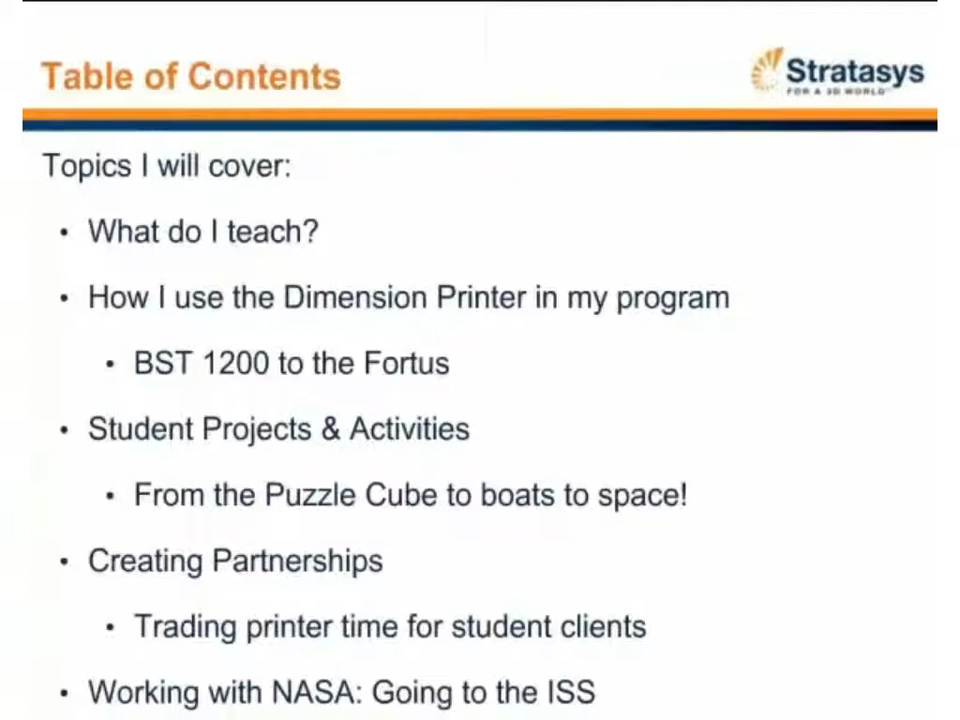 Table of Contents
Stratasys
FOR A 3D WORLD
Topics I will cover:
• What do I teach?
• How I use the Dimension Printer in my program
• BST 1200 to the Fortus
• Student Projects & Activities
• From the Puzzle Cube to boats to space!
• Creating Partnerships
• Trading printer time for student clients
• Working with NASA: Going to the ISS